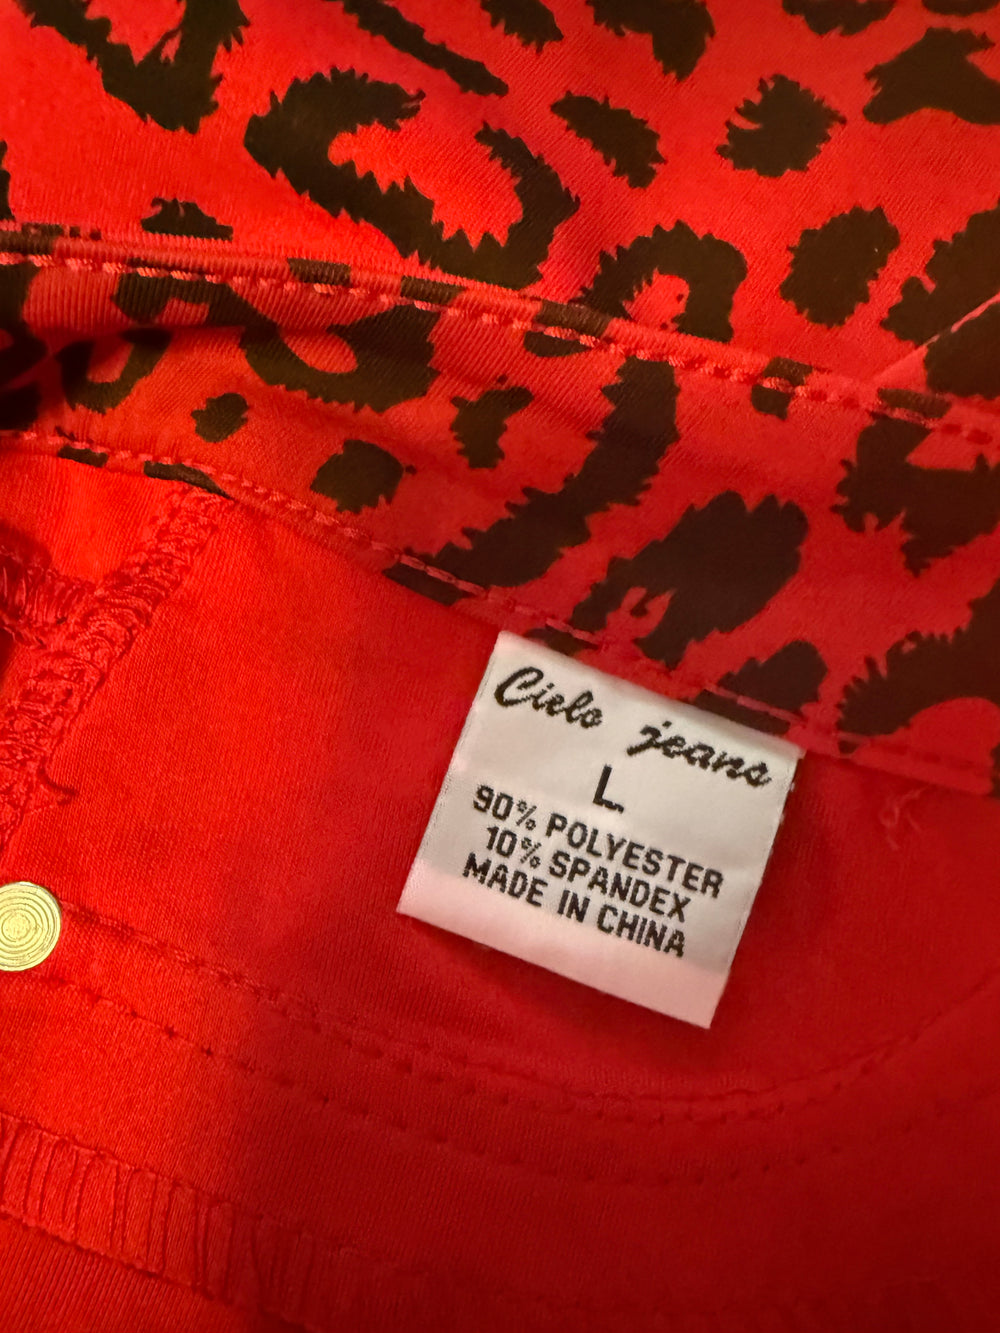 Cielo jeans
L
90% POLYESTER
10% SPANDEX
MADE IN CHINA